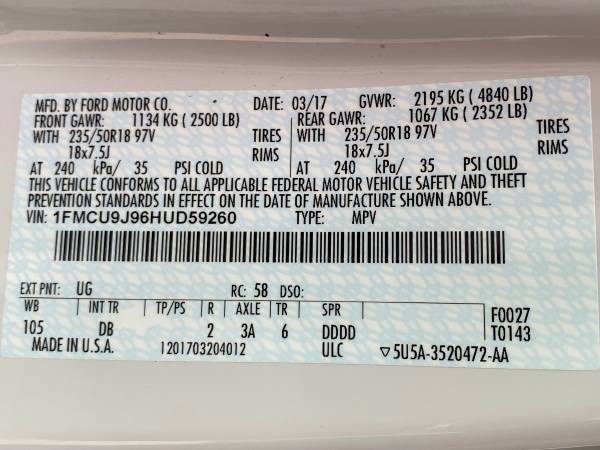 MFD. BY FORD MOTOR CO. DATE: 03/17 GVWR: 2195 KG ( 4840 LB)
FRONT GAWR: 1134 KG ( 2500 LB) REAR GAWR: 1067 KG ( 2352 LB)
WITH 235/50R18 97V TIRES WITH 235/50R18 97V TIRES
18x7.5J RIMS 18x7.5J RIMS
AT 240 kPa/ 35 PSI COLD AT 240 kPa/ 35 PSI COLD
THIS VEHICLE CONFORMS TO ALL APPLICABLE FEDERAL MOTOR VEHICLE SAFETY AND THEFT
PREVENTION STANDARDS IN EFFECT ON THE DATE OF MANUFACTURE SHOWN ABOVE.
VIN: 1FMCU9J96HUD59260 TYPE: MPV
EXT PNT: UG RC: 58 DSO:
WB INT TR TP/PS R AXLE TR SPR F0027
105 DB 2 3A 6 DDDD T0143
MADE IN U.S.A. 1201703204012 ULC ▽5U5A-3520472-AA